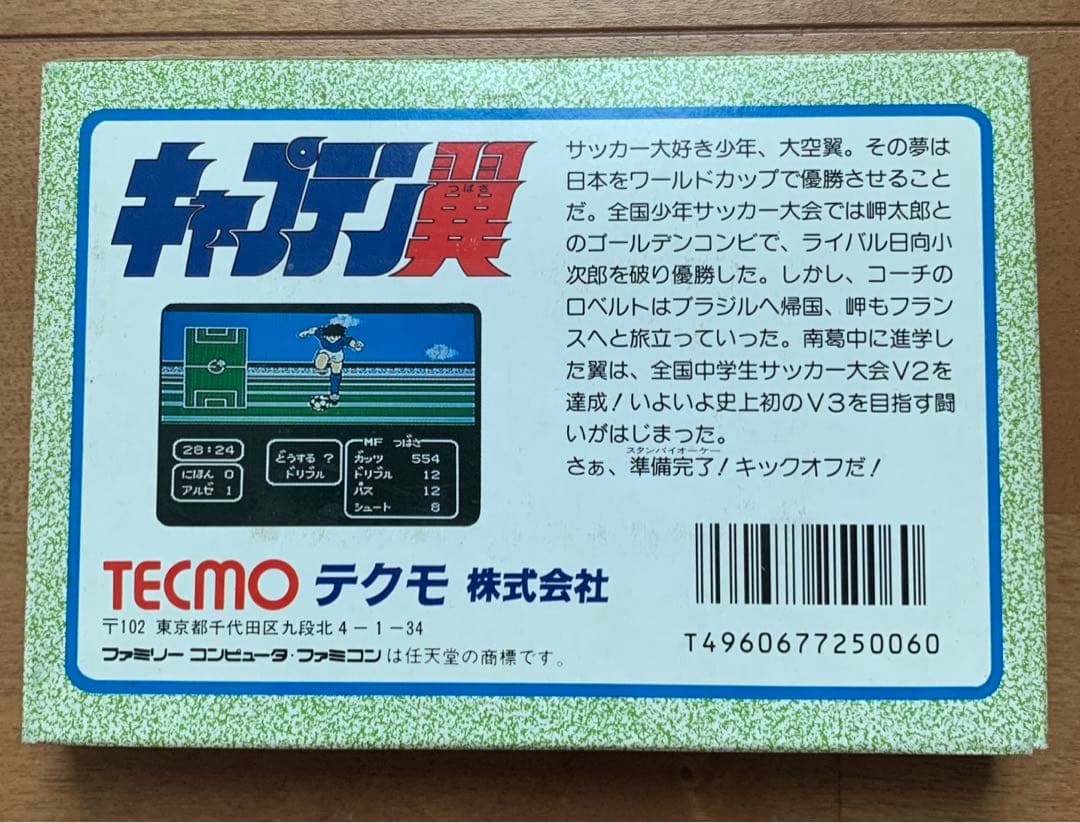 キャプテン翼
つばさ
サッカー大好き少年、大空翼。その夢は
日本をワールドカップで優勝させること
だ。全国少年サッカー大会では岬太郎と
のゴールデンコンビで、ライバル日向小
次郎を破り優勝した。しかし、コーチの
ロベルトはブラジルへ帰国、岬もフラン
スへと旅立っていった。南葛中に進学し
た翼は、全国中学生サッカー大会V2を
達成!いよいよ史上初のV3を目指す闘
いがはじまった。
スタンバイオーケー
さぁ、準備完了!キックオフだ!
28:24
にほん 0
アルゼ 1
どうする ?
ドリブル
MF つばさ
ガッツ 554
ドリブル 12
パス 12
シュート 8
TECMO テクモ 株式会社
〒102 東京都千代田区九段北4-1-34
ファミリーコンピュータ・ファミコンは任天堂の商標です。
T4960677250060